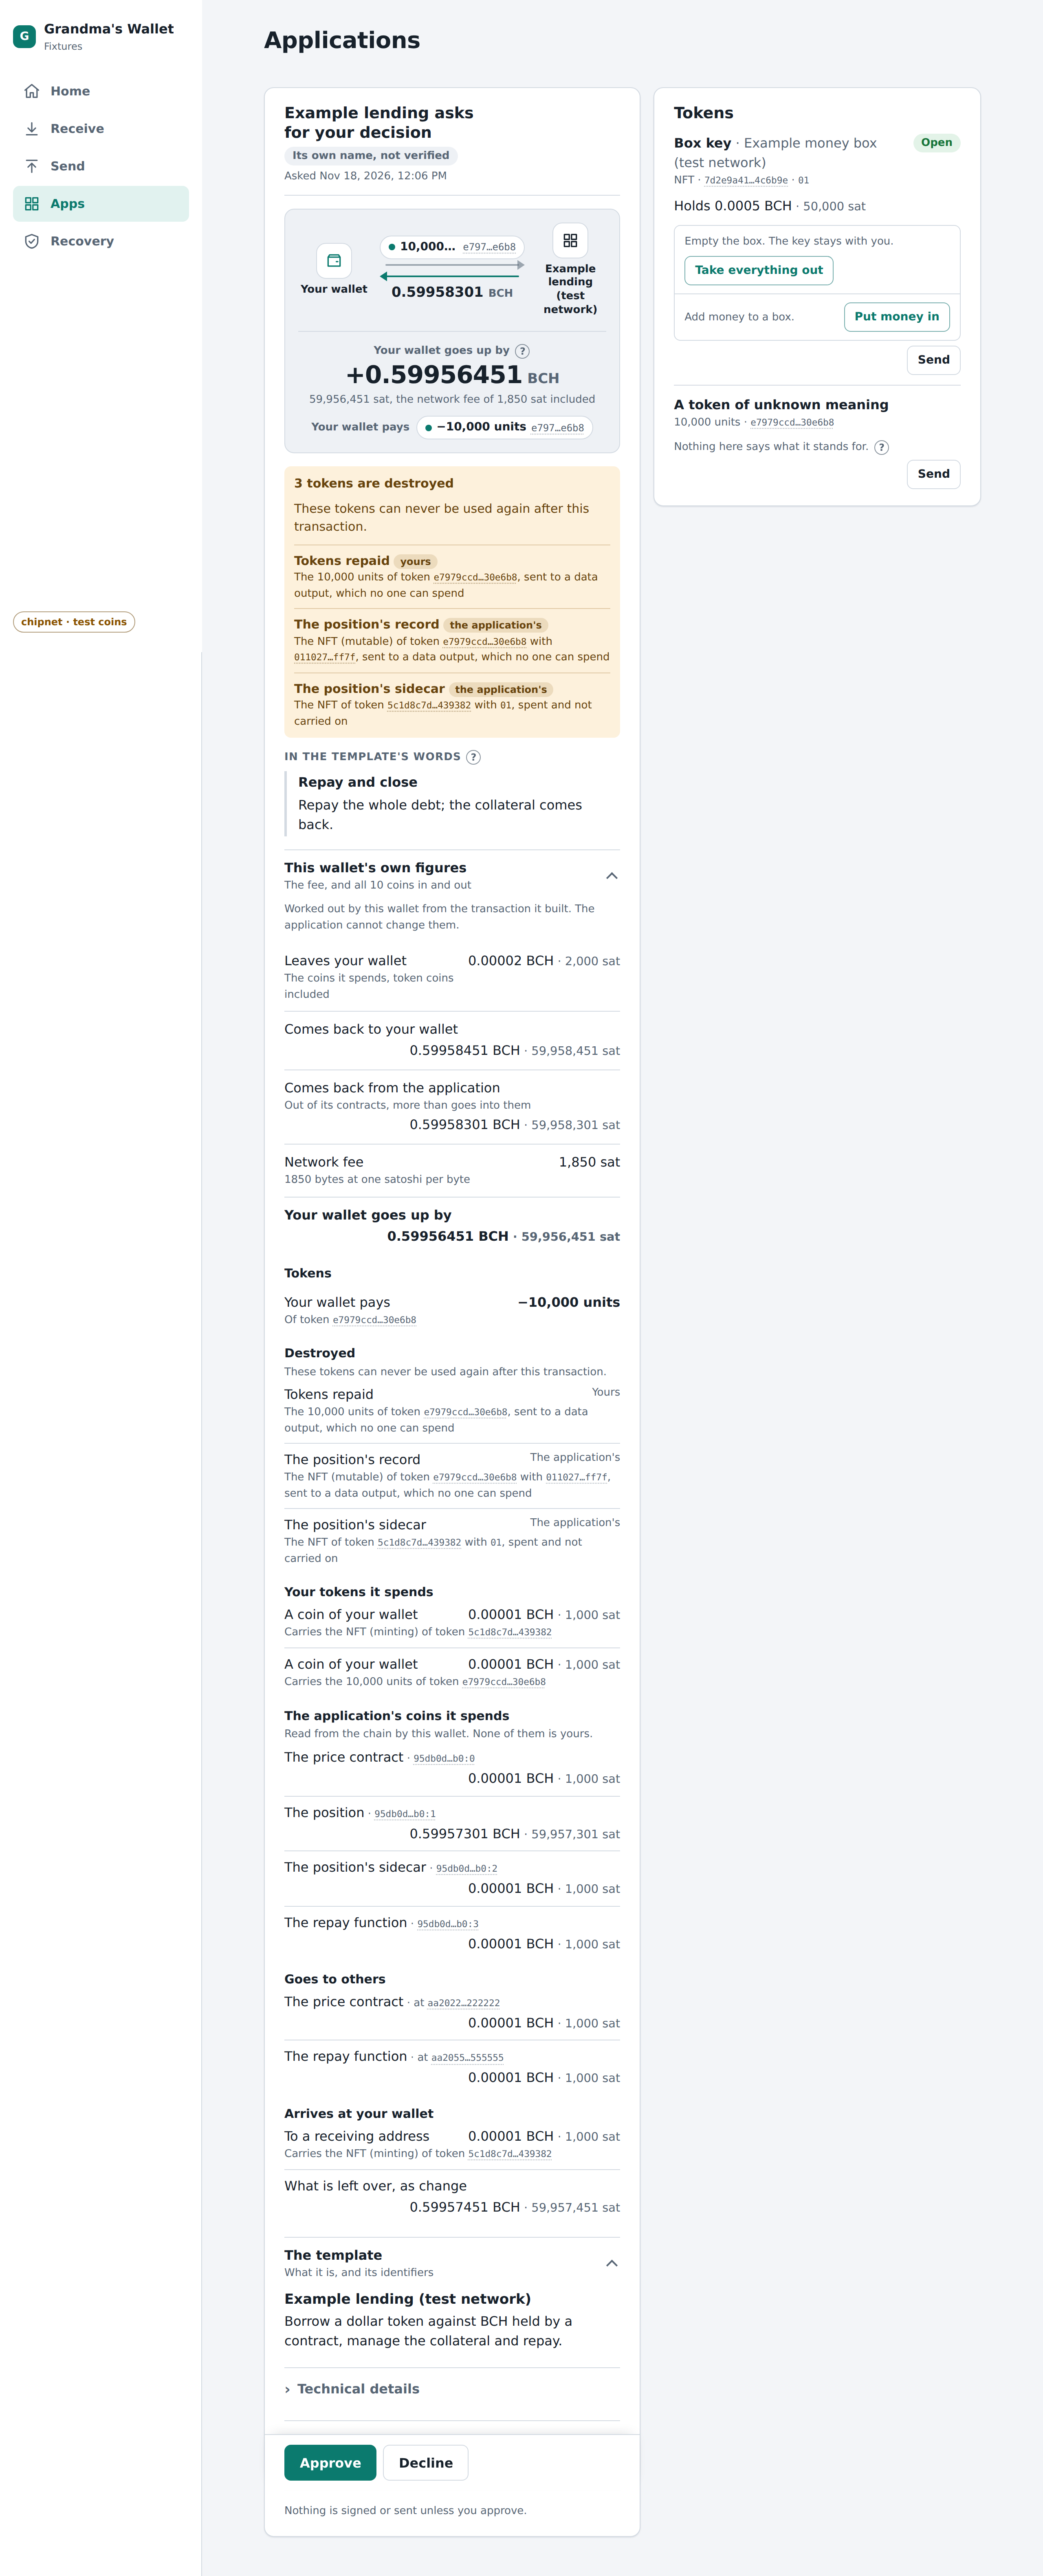 G
Grandma's Wallet
Fixtures
Home
Receive
Send
Apps
Recovery
chipnet · test coins
Applications
Example lending asks
for your decision
Its own name, not verified
Asked Nov 18, 2026, 12:06 PM
Your wallet
10,000… e797…e6b8
0.59958301 BCH
Example
lending
(test
network)
Your wallet goes up by ?
+0.59956451 BCH
59,956,451 sat, the network fee of 1,850 sat included
Your wallet pays −10,000 units e797…e6b8
3 tokens are destroyed
These tokens can never be used again after this
transaction.
Tokens repaid yours
The 10,000 units of token e7979ccd…30e6b8, sent to a data
output, which no one can spend
The position's record the application's
The NFT (mutable) of token e7979ccd…30e6b8 with
011027…ff7f, sent to a data output, which no one can spend
The position's sidecar the application's
The NFT of token 5c1d8c7d…439382 with 01, spent and not
carried on
IN THE TEMPLATE'S WORDS ?
Repay and close
Repay the whole debt; the collateral comes
back.
This wallet's own figures
The fee, and all 10 coins in and out
Worked out by this wallet from the transaction it built. The
application cannot change them.
Leaves your wallet 0.00002 BCH · 2,000 sat
The coins it spends, token coins
included
Comes back to your wallet
0.59958451 BCH · 59,958,451 sat
Comes back from the application
Out of its contracts, more than goes into them
0.59958301 BCH · 59,958,301 sat
Network fee 1,850 sat
1850 bytes at one satoshi per byte
Your wallet goes up by
0.59956451 BCH · 59,956,451 sat
Tokens
Your wallet pays −10,000 units
Of token e7979ccd…30e6b8
Destroyed
These tokens can never be used again after this transaction.
Tokens repaid Yours
The 10,000 units of token e7979ccd…30e6b8, sent to a data
output, which no one can spend
The position's record The application's
The NFT (mutable) of token e7979ccd…30e6b8 with 011027…ff7f,
sent to a data output, which no one can spend
The position's sidecar The application's
The NFT of token 5c1d8c7d…439382 with 01, spent and not
carried on
Your tokens it spends
A coin of your wallet 0.00001 BCH · 1,000 sat
Carries the NFT (minting) of token 5c1d8c7d…439382
A coin of your wallet 0.00001 BCH · 1,000 sat
Carries the 10,000 units of token e7979ccd…30e6b8
The application's coins it spends
Read from the chain by this wallet. None of them is yours.
The price contract · 95db0d…b0:0
0.00001 BCH · 1,000 sat
The position · 95db0d…b0:1
0.59957301 BCH · 59,957,301 sat
The position's sidecar · 95db0d…b0:2
0.00001 BCH · 1,000 sat
The repay function · 95db0d…b0:3
0.00001 BCH · 1,000 sat
Goes to others
The price contract · at aa2022…222222
0.00001 BCH · 1,000 sat
The repay function · at aa2055…555555
0.00001 BCH · 1,000 sat
Arrives at your wallet
To a receiving address 0.00001 BCH · 1,000 sat
Carries the NFT (minting) of token 5c1d8c7d…439382
What is left over, as change
0.59957451 BCH · 59,957,451 sat
The template
What it is, and its identifiers
Example lending (test network)
Borrow a dollar token against BCH held by a
contract, manage the collateral and repay.
› Technical details
Approve
Decline
Nothing is signed or sent unless you approve.
Tokens
Box key · Example money box
(test network)
Open
NFT · 7d2e9a41…4c6b9e · 01
Holds 0.0005 BCH · 50,000 sat
Empty the box. The key stays with you.
Take everything out
Add money to a box.
Put money in
Send
A token of unknown meaning
10,000 units · e7979ccd…30e6b8
Nothing here says what it stands for. ?
Send